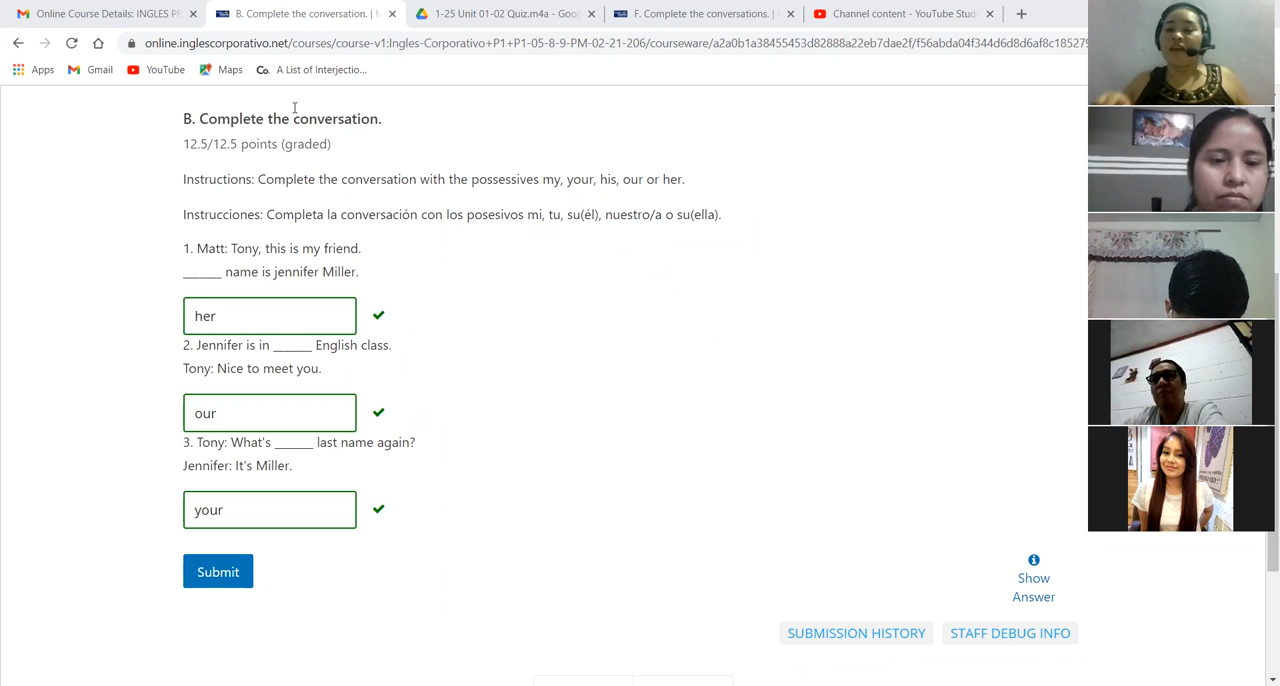 Online Course Details: INGLES PR
B. Complete the conversation. | N
1-25 Unit 01-02 Quiz.m4a - Goo
F. Complete the conversations. |
Channel content - YouTube Stud
online.inglescorporativo.net/courses/course-v1:Ingles-Corporativo+P1+P1-05-8-9-PM-02-21-206/courseware/a2a0b1a38455453d82888a22eb7dae2f/f56abda04f344d6d8d6af8c185279
Apps Gmail YouTube Maps Co. A List of Interjectio...
B. Complete the conversation.
12.5/12.5 points (graded)
Instructions: Complete the conversation with the possessives my, your, his, our or her.
Instrucciones: Completa la conversación con los posesivos mi, tu, su(él), nuestro/a o su(ella).
1. Matt: Tony, this is my friend.
______ name is jennifer Miller.
her
2. Jennifer is in ______ English class.
Tony: Nice to meet you.
our
3. Tony: What's ______ last name again?
Jennifer: It's Miller.
your
Submit
Show
Answer
SUBMISSION HISTORY STAFF DEBUG INFO